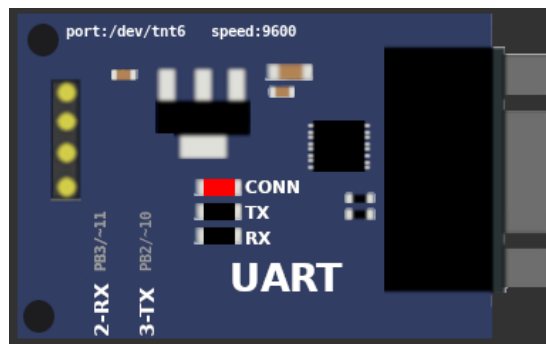 port:/dev/tnt6 speed:9600
CONN
TX
RX
UART
2-RX PB3/~11
3-TX PB2/~10